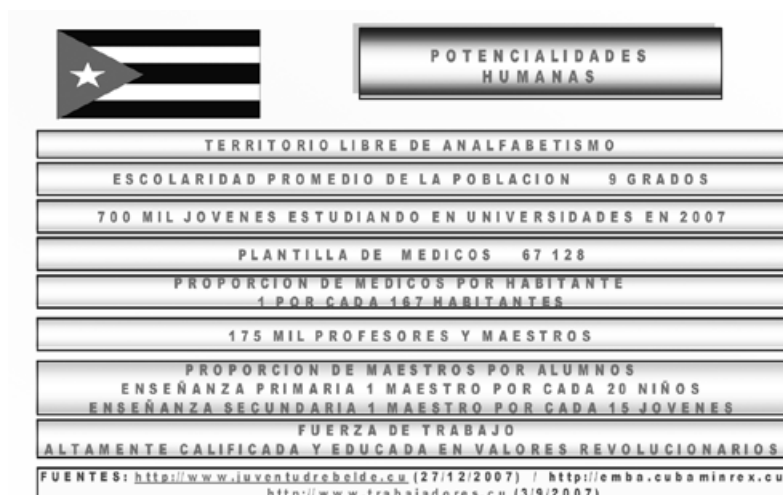 POTENCIALIDADES
HUMANAS
TERRITORIO LIBRE DE ANALFABETISMO
ESCOLARIDAD PROMEDIO DE LA POBLACION 9 GRADOS
700 MIL JOVENES ESTUDIANDO EN UNIVERSIDADES EN 2007
PLANTILLA DE MEDICOS 67 128
PROPORCION DE MEDICOS POR HABITANTE
1 POR CADA 167 HABITANTES
175 MIL PROFESORES Y MAESTROS
PROPORCION DE MAESTROS POR ALUMNOS
ENSEÑANZA PRIMARIA 1 MAESTRO POR CADA 20 NIÑOS
ENSEÑANZA SECUNDARIA 1 MAESTRO POR CADA 15 JOVENES
FUERZA DE TRABAJO
ALTAMENTE CALIFICADA Y EDUCADA EN VALORES REVOLUCIONARIOS
FUENTES: http://www.juventudrebelde.cu (27/12/2007) / http://emba.cubaminrex.cu
http://www.trabajadores.cu (3/9/2007)